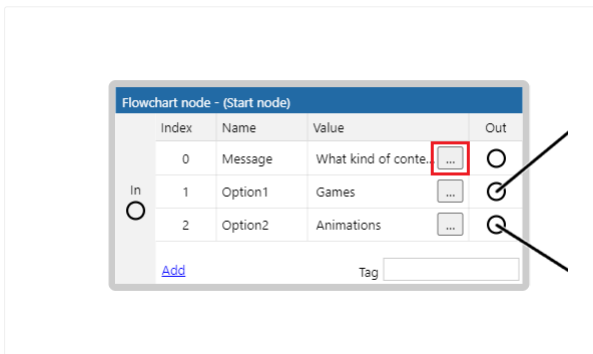 Flowchart node - (Start node)
Index Name Value Out
0 Message What kind of conte... ...
In
1 Option1 Games ...
2 Option2 Animations ...
Add Tag